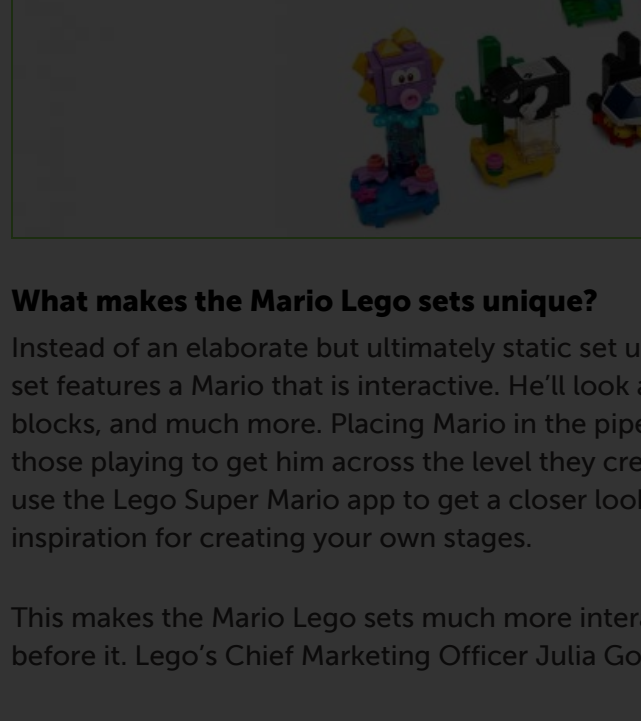 What makes the Mario Lego sets unique?
Instead of an elaborate but ultimately static set u
set features a Mario that is interactive. He'll look a
blocks, and much more. Placing Mario in the pipe
those playing to get him across the level they cre
use the Lego Super Mario app to get a closer look
inspiration for creating your own stages.
This makes the Mario Lego sets much more intera
before it. Lego's Chief Marketing Officer Julia Go